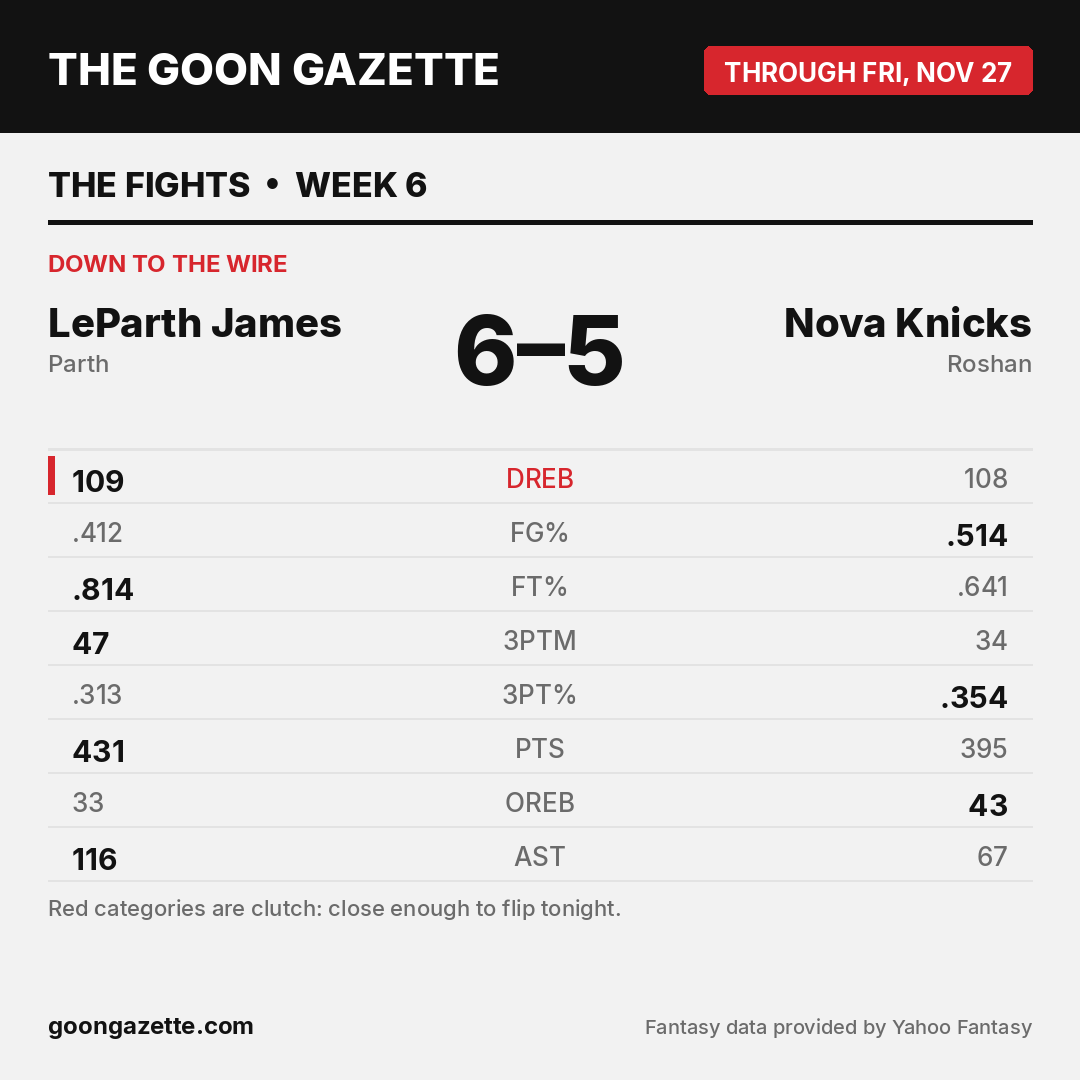 THE GOON GAZETTE
THROUGH FRI, NOV 27
THE FIGHTS • WEEK 6
DOWN TO THE WIRE
LeParth James 6–5 Nova Knicks
Parth Roshan
109 DREB 108
.412 FG% .514
.814 FT% .641
47 3PTM 34
.313 3PT% .354
431 PTS 395
33 OREB 43
116 AST 67
Red categories are clutch: close enough to flip tonight.
goongazette.com Fantasy data provided by Yahoo Fantasy